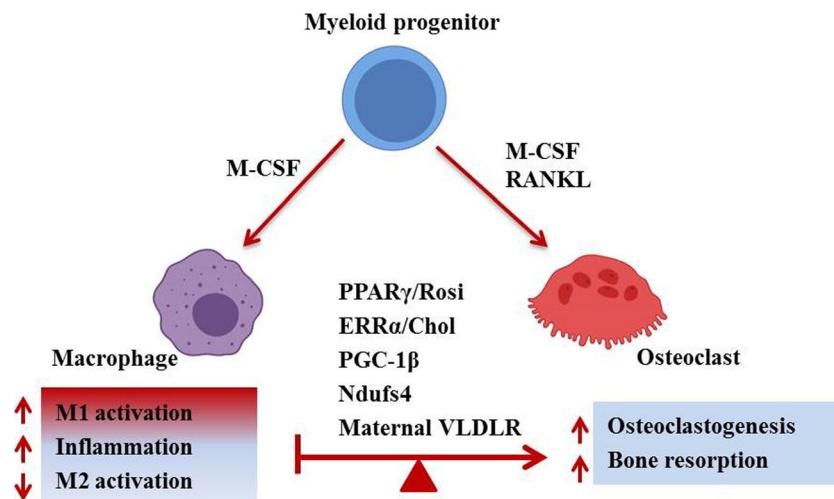 Myeloid progenitor
M-CSF
M-CSF
RANKL
Macrophage
Osteoclast
PPARγ/Rosi
ERRα/Chol
PGC-1β
Ndufs4
Maternal VLDLR
M1 activation
Inflammation
M2 activation
Osteoclastogenesis
Bone resorption